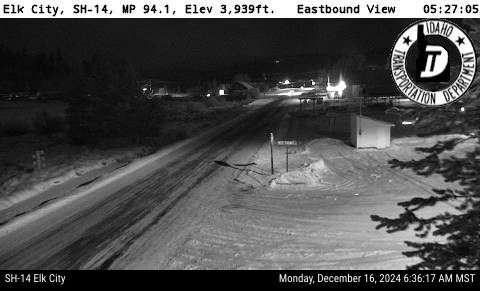 Elk City, SH-14, MP 94.1, Elev 3,939ft. Eastbound View 05:27:05
IDAHO
TRANSPORTATION DEPARTMENT
SH-14 Elk City
Monday, December 16, 2024 6:36:17 AM MST